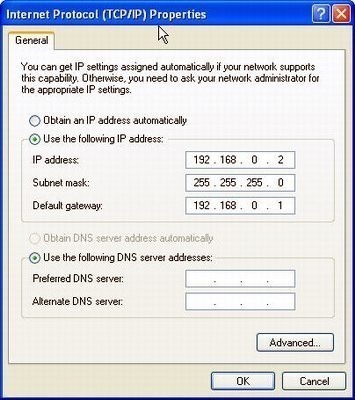 Internet Protocol (TCP/IP) Properties
General
You can get IP settings assigned automatically if your network supports
this capability. Otherwise, you need to ask your network administrator for
the appropriate IP settings.
Obtain an IP address automatically
Use the following IP address:
IP address: 192 . 168 . 0 . 2
Subnet mask: 255 . 255 . 255 . 0
Default gateway: 192 . 168 . 0 . 1
Obtain DNS server address automatically
Use the following DNS server addresses:
Preferred DNS server: . . .
Alternate DNS server: . . .
Advanced...
OK Cancel